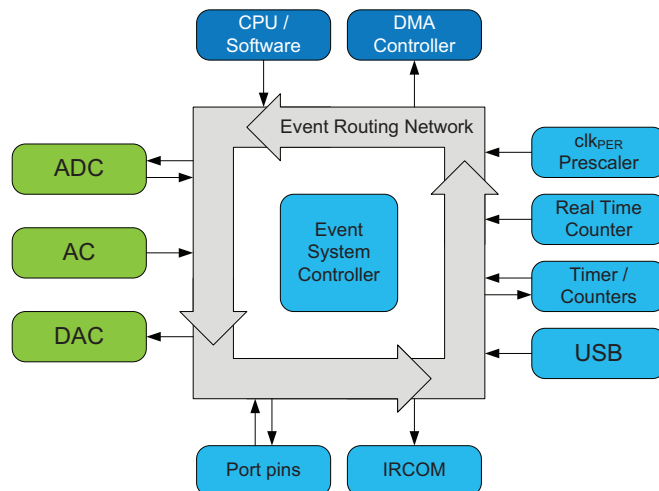 CPU /
Software
DMA
Controller
Event Routing Network
ADC
AC
DAC
Event
System
Controller
clkPER
Prescaler
Real Time
Counter
Timer /
Counters
USB
Port pins
IRCOM